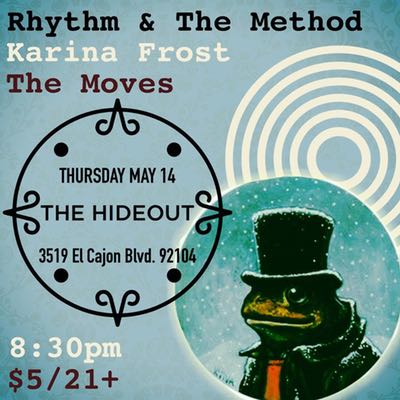 Rhythm & The Method
Karina Frost
The Moves
THURSDAY MAY 14
THE HIDEOUT
3519 El Cajon Blvd. 92104
8:30pm
$5/21+